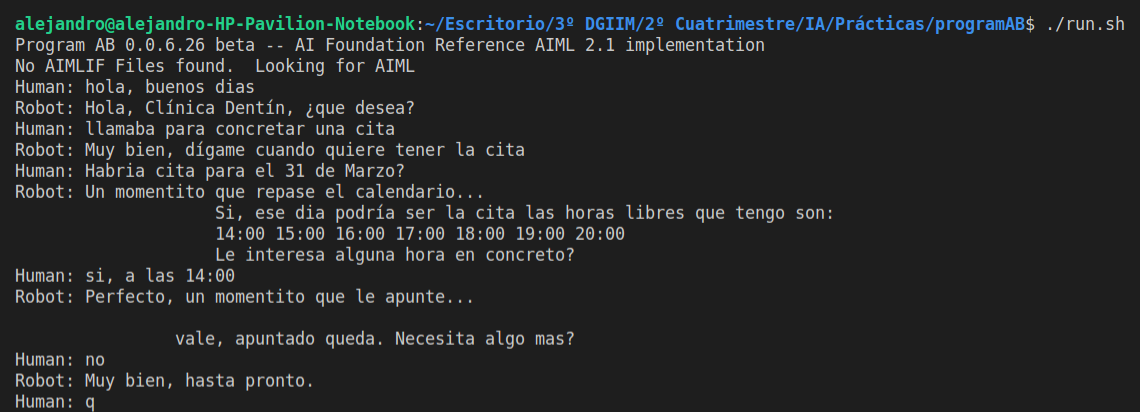 alejandro@alejandro-HP-Pavilion-Notebook:~/Escritorio/3º DGIIM/2º Cuatrimestre/IA/Prácticas/programAB$ ./run.sh
Program AB 0.0.6.26 beta -- AI Foundation Reference AIML 2.1 implementation
No AIMLIF Files found.  Looking for AIML
Human: hola, buenos dias
Robot: Hola, Clínica Dentín, ¿que desea?
Human: llamaba para concretar una cita
Robot: Muy bien, dígame cuando quiere tener la cita
Human: Habria cita para el 31 de Marzo?
Robot: Un momentito que repase el calendario...
Si, ese dia podría ser la cita las horas libres que tengo son:
14:00 15:00 16:00 17:00 18:00 19:00 20:00
Le interesa alguna hora en concreto?
Human: si, a las 14:00
Robot: Perfecto, un momentito que le apunte...
vale, apuntado queda. Necesita algo mas?
Human: no
Robot: Muy bien, hasta pronto.
Human: q